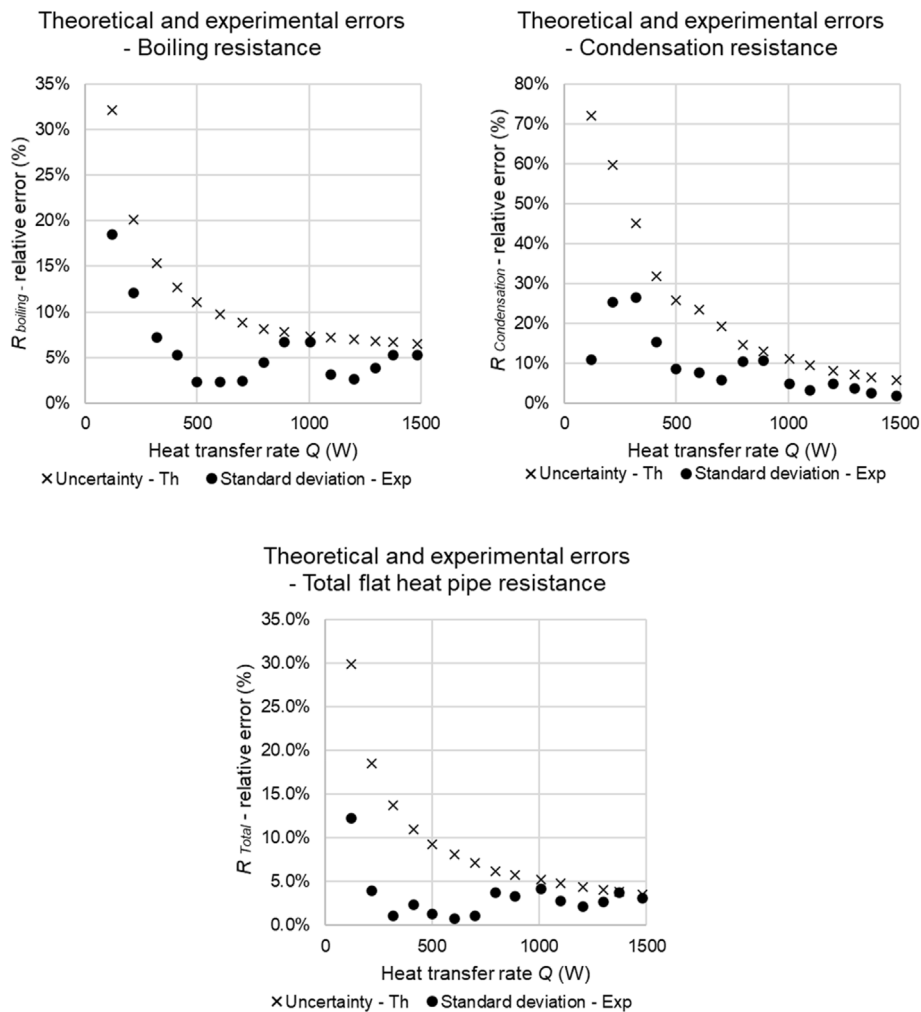 Theoretical and experimental errors
- Boiling resistance
35%
30%
25%
20%
15%
10%
5%
0%
R boiling - relative error (%)
0
500
1000
1500
Heat transfer rate Q (W)
×Uncertainty - Th ●Standard deviation - Exp
Theoretical and experimental errors
- Condensation resistance
80%
70%
60%
50%
40%
30%
20%
10%
0%
R Condensation - relative error (%)
0
500
1000
1500
Heat transfer rate Q (W)
×Uncertainty - Th ●Standard deviation - Exp
Theoretical and experimental errors
- Total flat heat pipe resistance
35.0%
30.0%
25.0%
20.0%
15.0%
10.0%
5.0%
0.0%
R Total - relative error (%)
0
500
1000
1500
Heat transfer rate Q (W)
×Uncertainty - Th ●Standard deviation - Exp